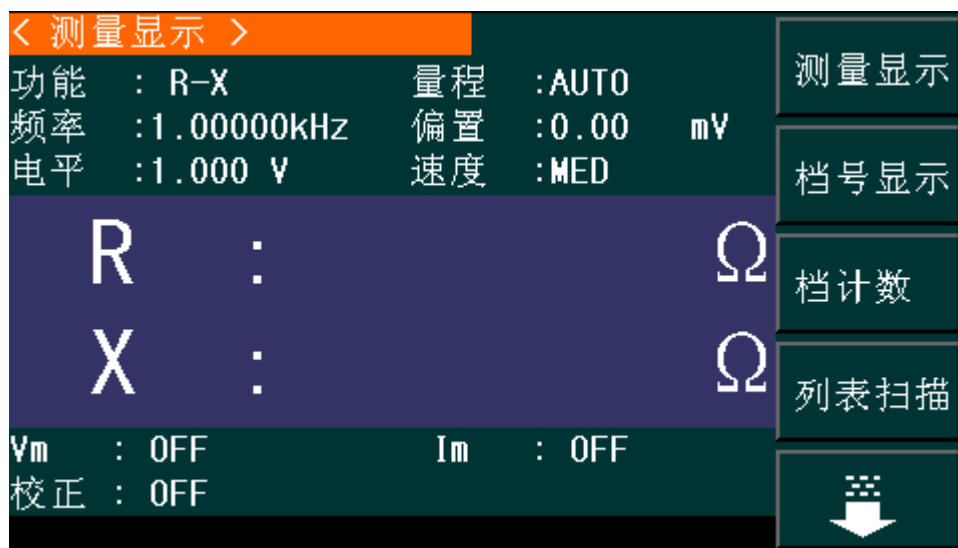 < 测量显示 >
功能 : R-X 量程 :AUTO
频率 :1.00000kHz 偏置 :0.00 mV
电平 :1.000 V 速度 :MED
R : Ω
X : Ω
Vm : OFF Im : OFF
校正 : OFF
测量显示
档号显示
档计数
列表扫描